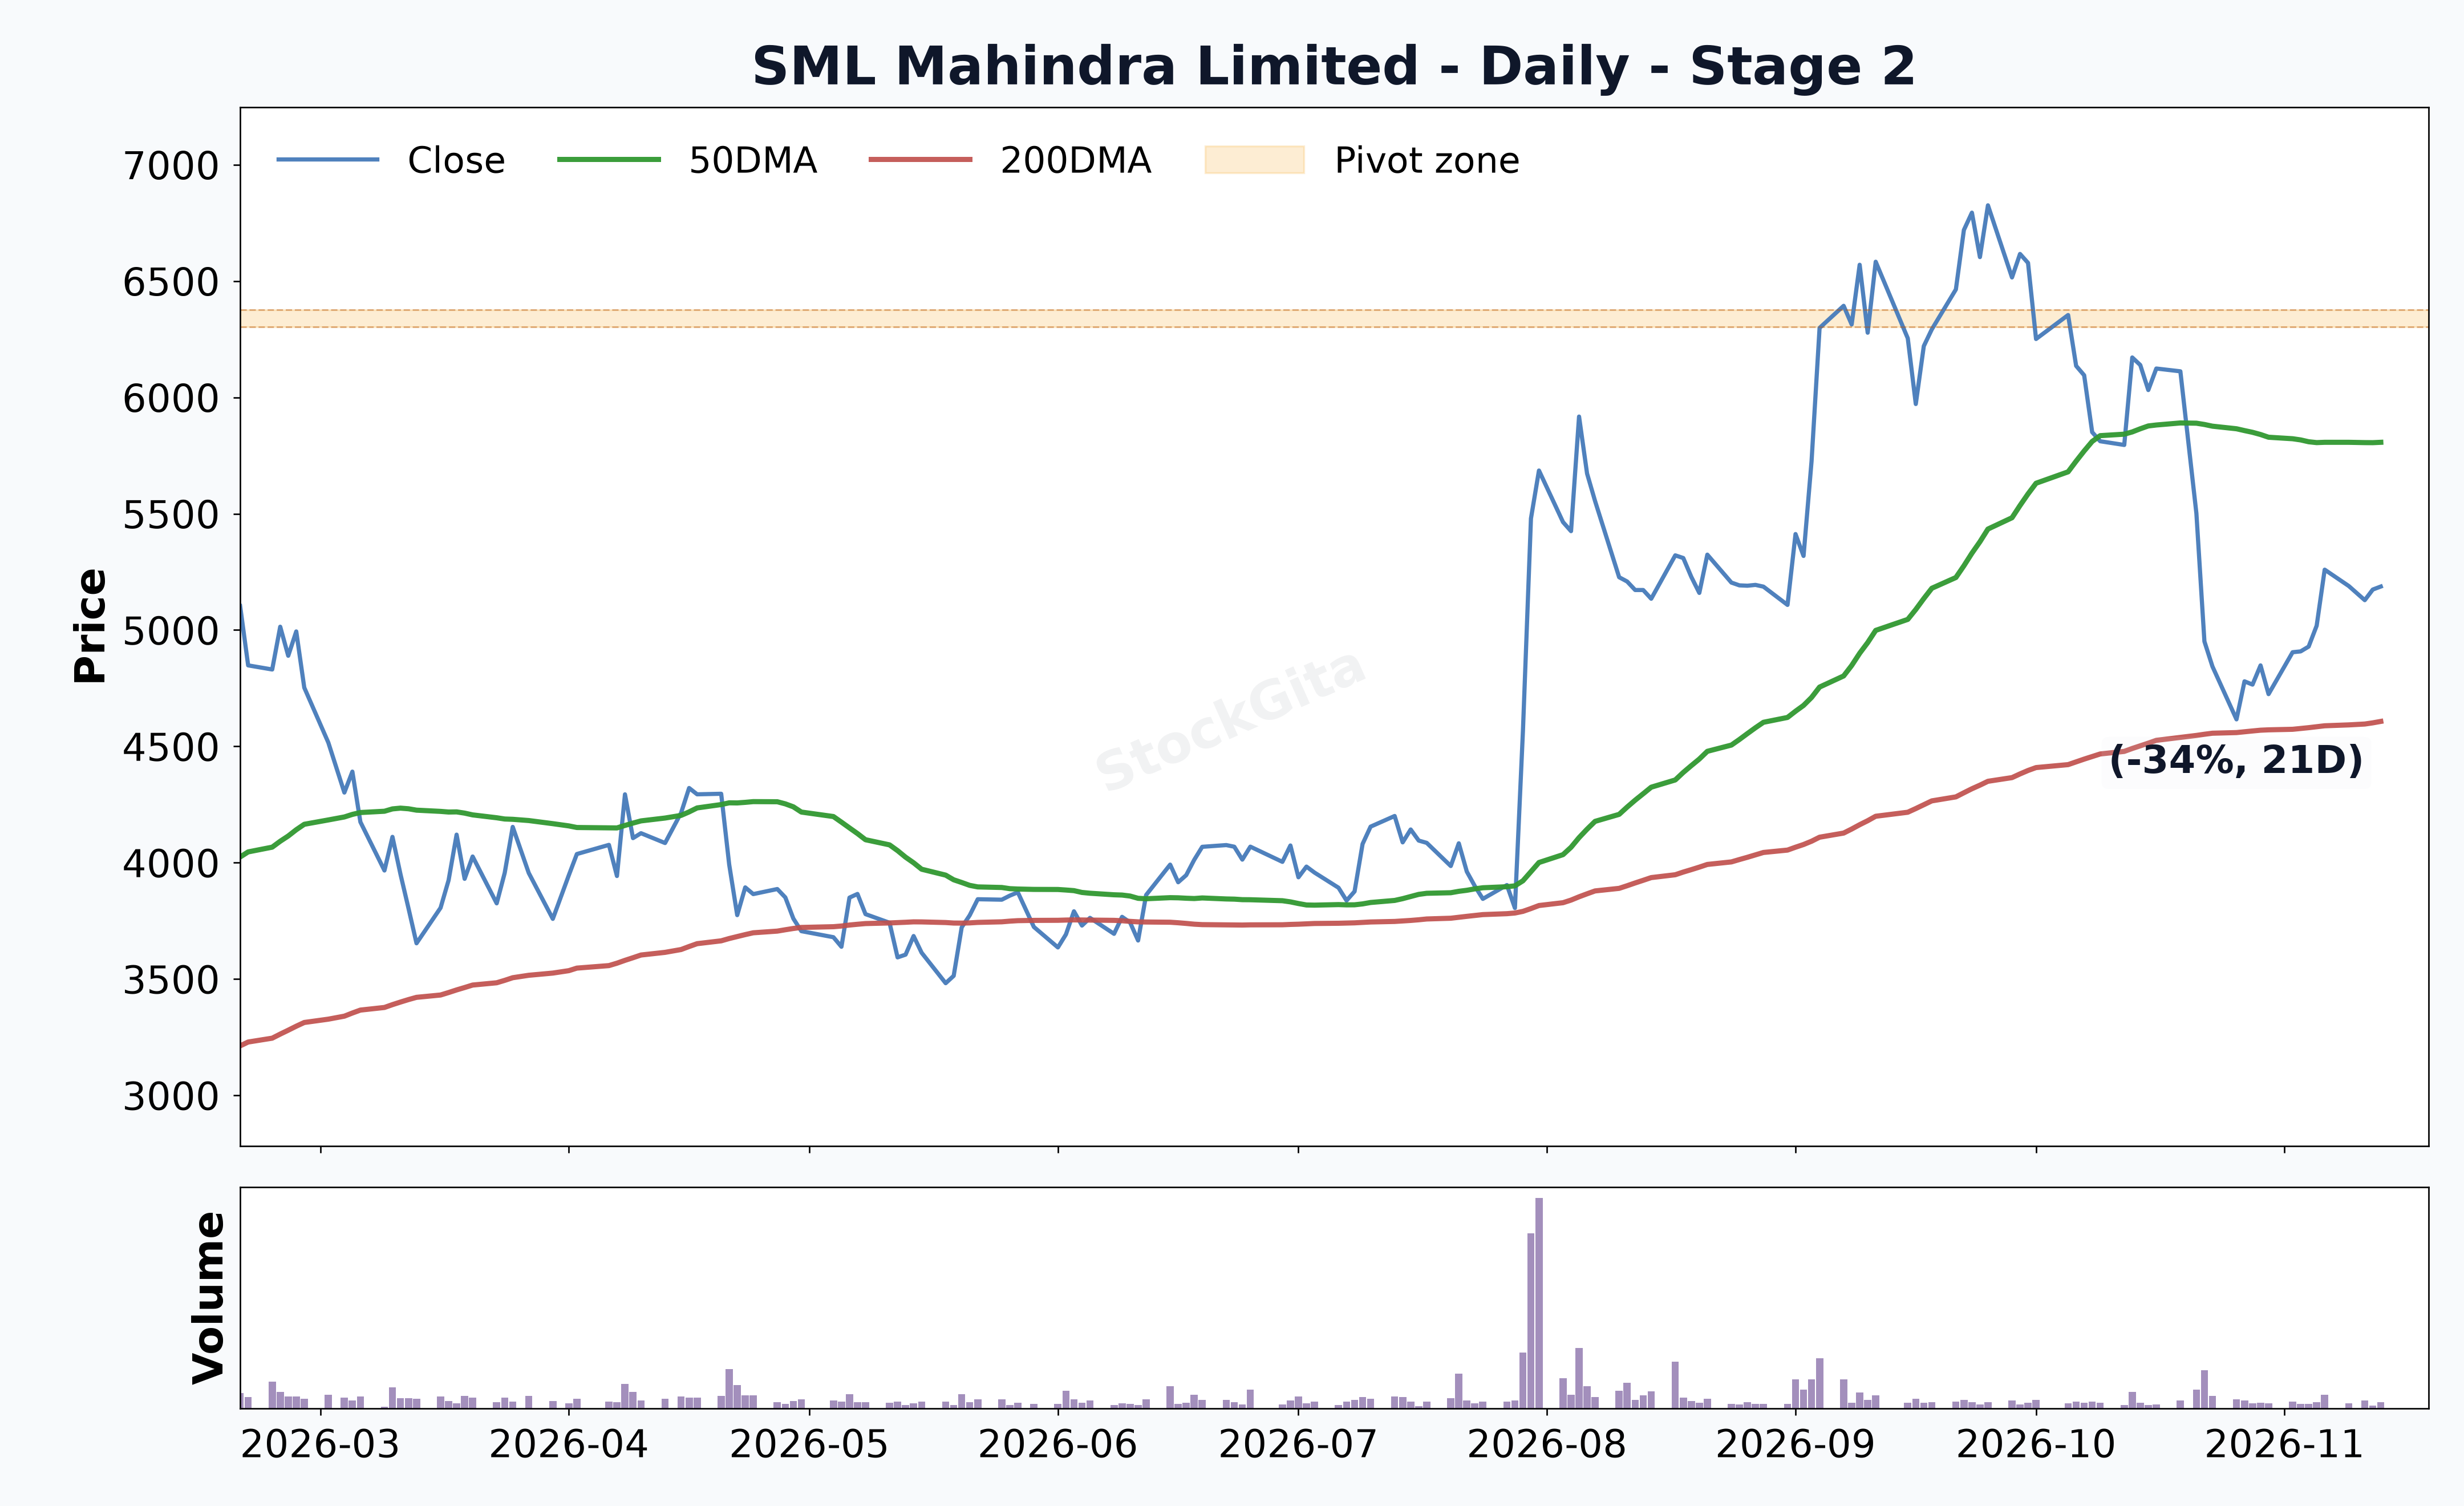 SML Mahindra Limited - Daily - Stage 2
Close 50DMA 200DMA Pivot zone
7000
6500
6000
5500
5000
4500
4000
3500
3000
Price
StockGita
(-34%, 21D)
Volume
2026-03 2026-04 2026-05 2026-06 2026-07 2026-08 2026-09 2026-10 2026-11